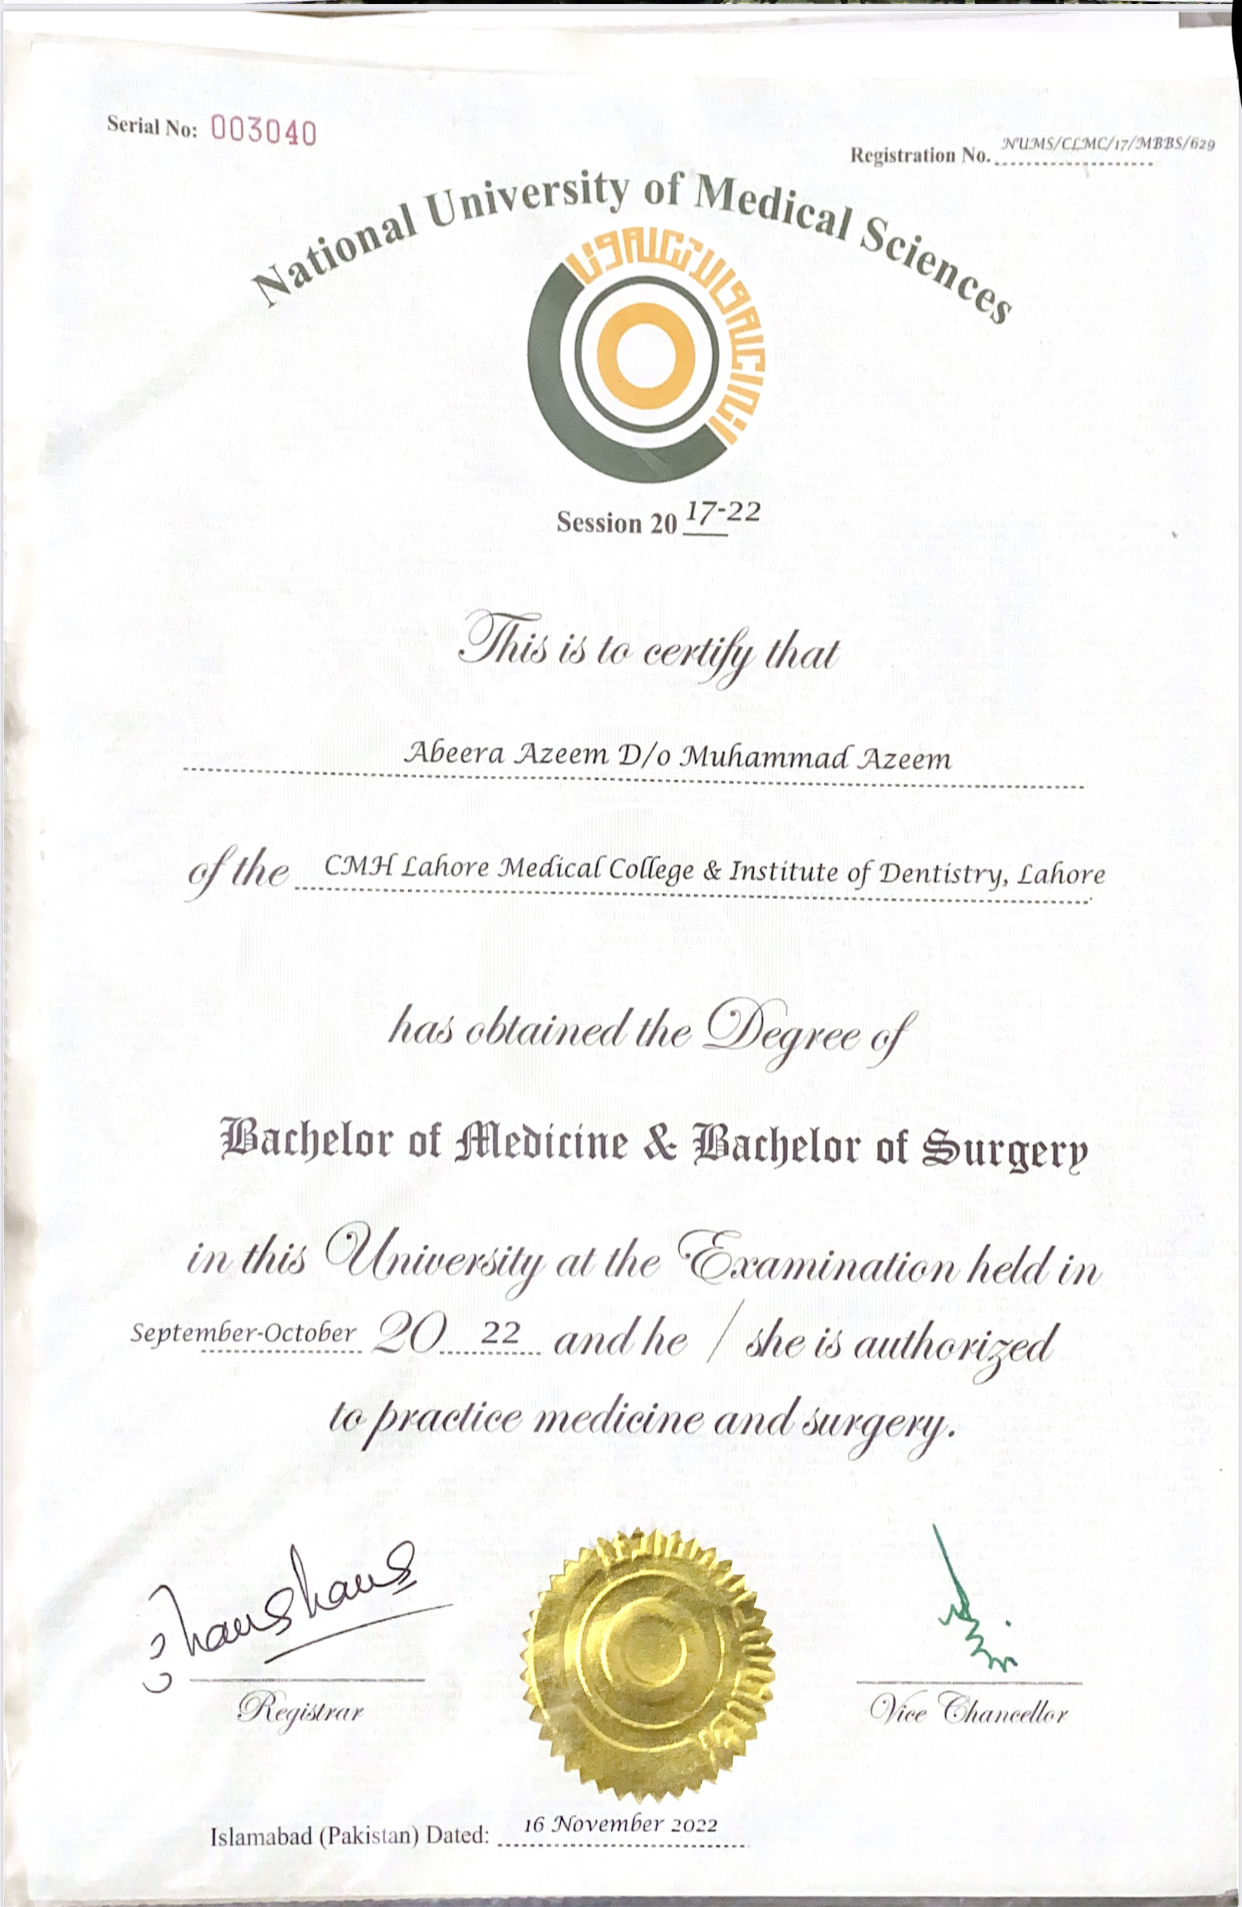 Serial No: 003040
Registration No. NUMS/CLMC/17/MBBS/629
National University of Medical Sciences
Session 20 17-22
This is to certify that
Abeera Azeem D/o Muhammad Azeem
of the CMH Lahore Medical College & Institute of Dentistry, Lahore
has obtained the Degree of
Bachelor of Medicine & Bachelor of Surgery
in this University at the Examination held in
September-October 20 22 and he / she is authorized
to practice medicine and surgery.
Registrar
Vice Chancellor
Islamabad (Pakistan) Dated: 16 November 2022